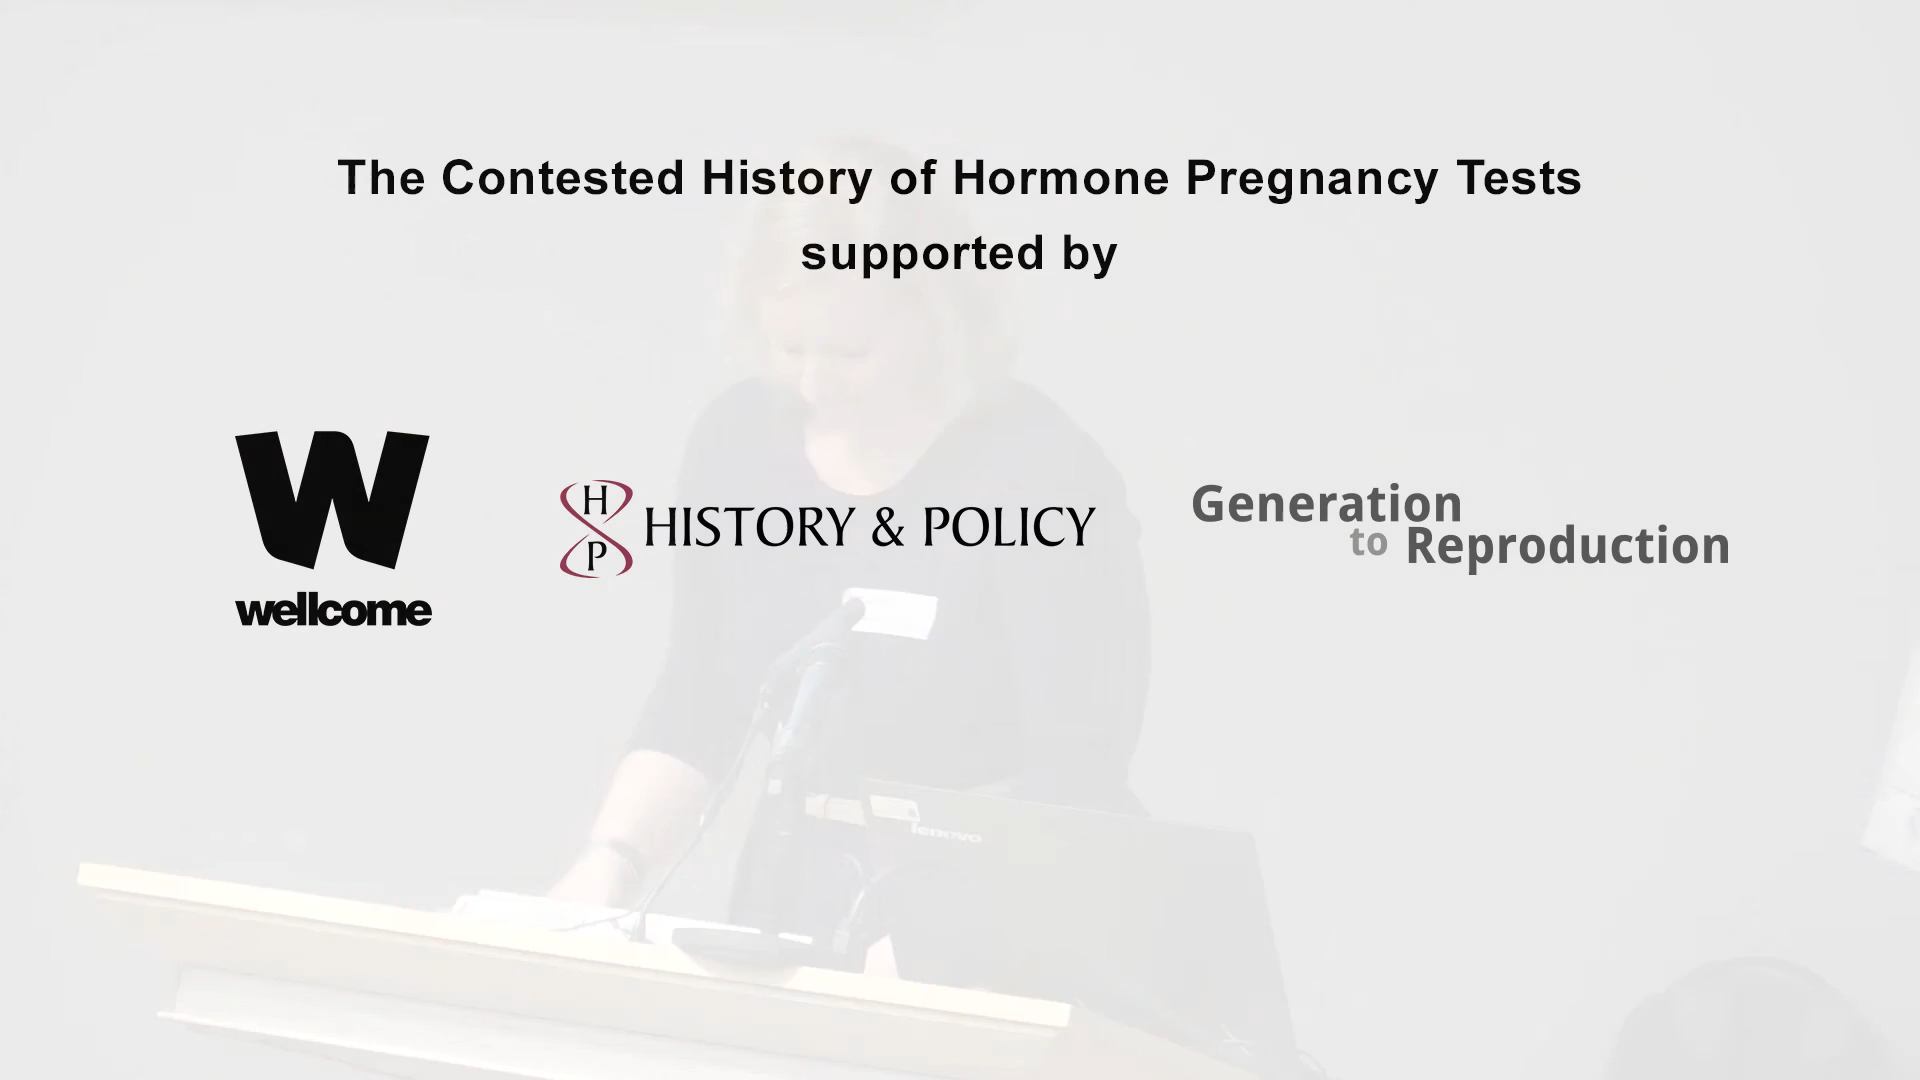 The Contested History of Hormone Pregnancy Tests
supported by
W
wellcome
H
P
HISTORY & POLICY
Generation
to Reproduction
lenovo